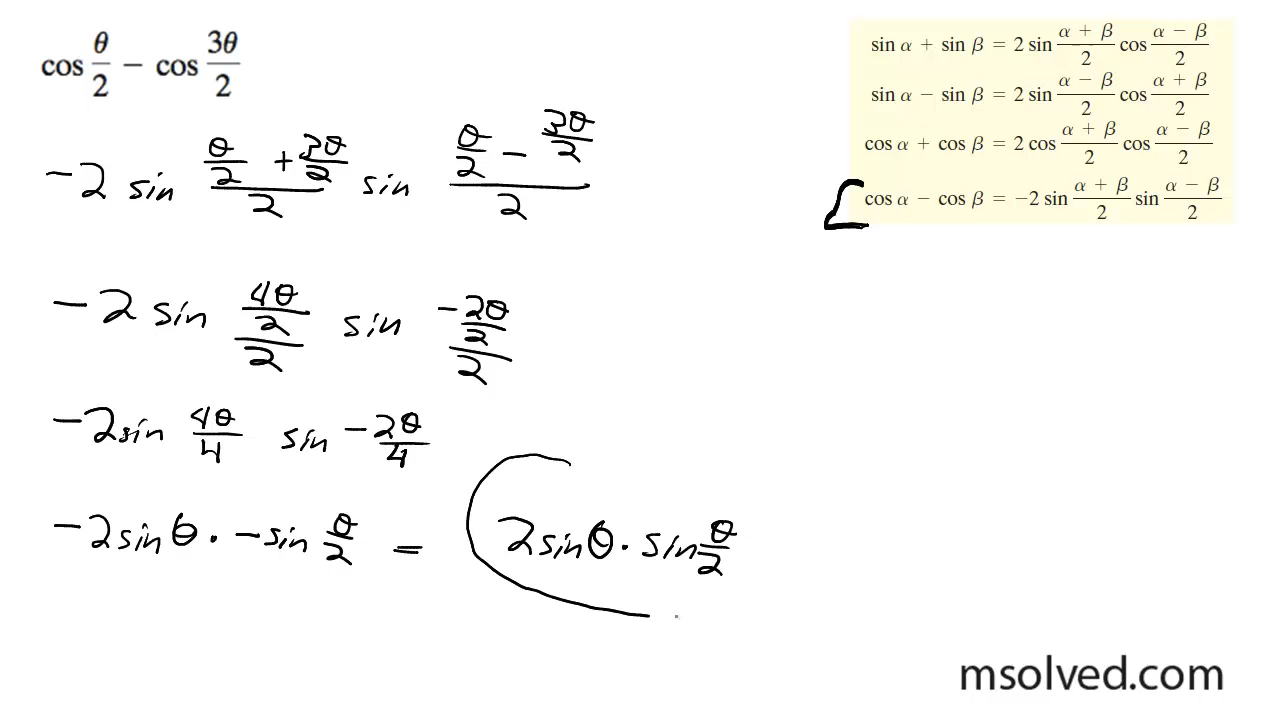 cos θ/2 − cos 3θ/2
−2 sin (θ/2 + 3θ/2)/2 sin (θ/2 − 3θ/2)/2
−2 sin (4θ/2)/2 sin (−2θ/2)/2
−2sin 4θ/4 sin −2θ/4
−2sinθ · −sin θ/2 = 2sinθ · sin θ/2
sin α + sin β = 2 sin (α + β)/2 cos (α − β)/2
sin α − sin β = 2 sin (α − β)/2 cos (α + β)/2
cos α + cos β = 2 cos (α + β)/2 cos (α − β)/2
cos α − cos β = −2 sin (α + β)/2 sin (α − β)/2
msolved.com